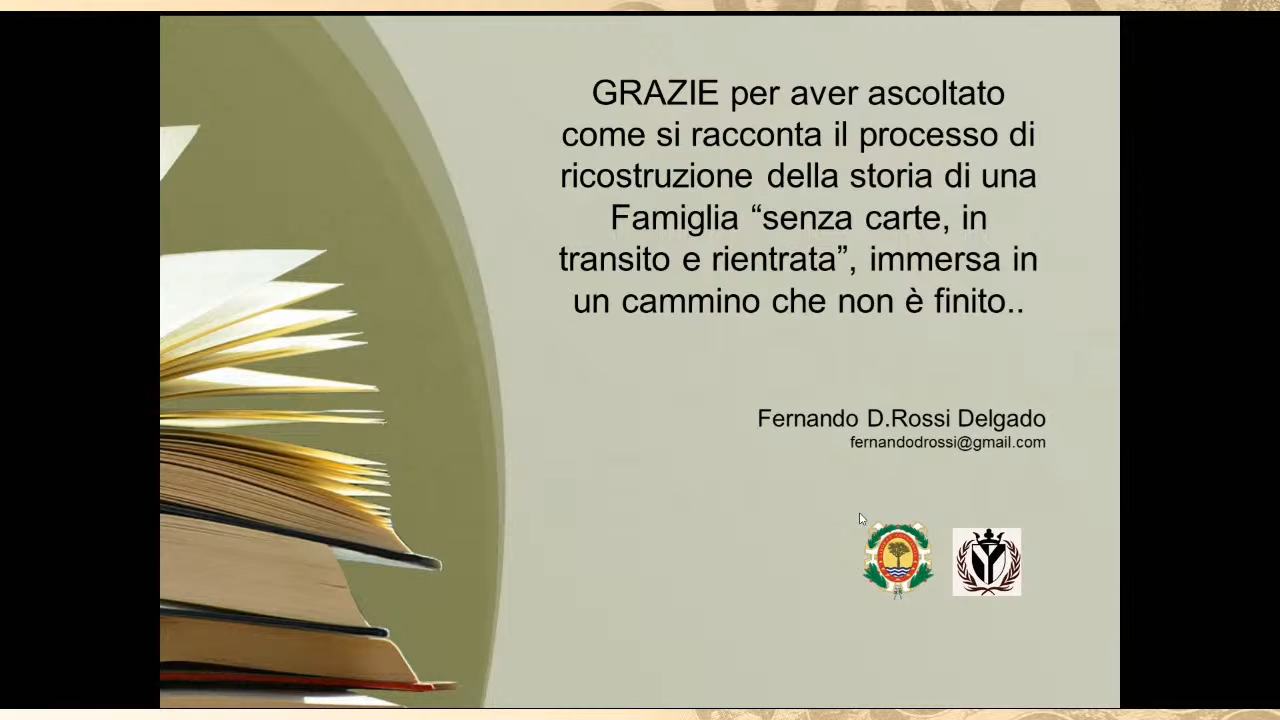 GRAZIE per aver ascoltato
come si racconta il processo di
ricostruzione della storia di una
Famiglia “senza carte, in
transito e rientrata”, immersa in
un cammino che non è finito..
Fernando D.Rossi Delgado
fernandodrossi@gmail.com